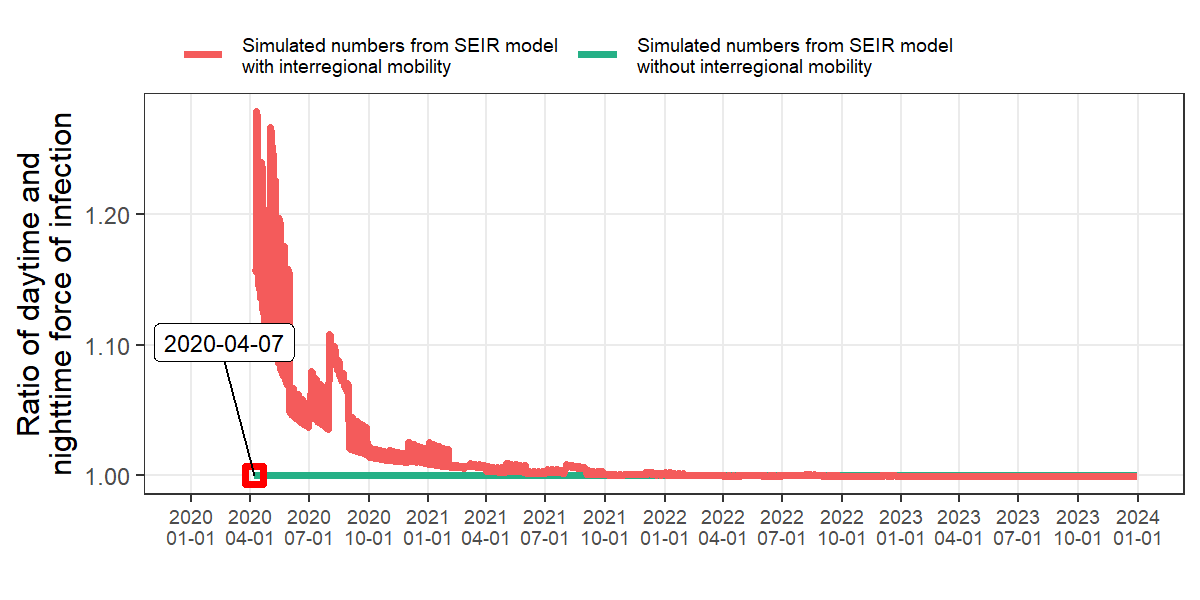 Simulated numbers from SEIR model
with interregional mobility
Simulated numbers from SEIR model
without interregional mobility
Ratio of daytime and
nighttime force of infection
1.20
1.10
1.00
2020-04-07
2020 2020 2020 2020 2021 2021 2021 2021 2022 2022 2022 2022 2023 2023 2023 2023 2024
01-01 04-01 07-01 10-01 01-01 04-01 07-01 10-01 01-01 04-01 07-01 10-01 01-01 04-01 07-01 10-01 01-01